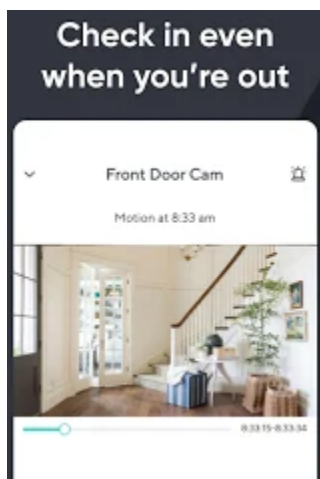 Check in even
when you're out
Front Door Cam
Motion at 8:33 am
8:33:15-8:33:34